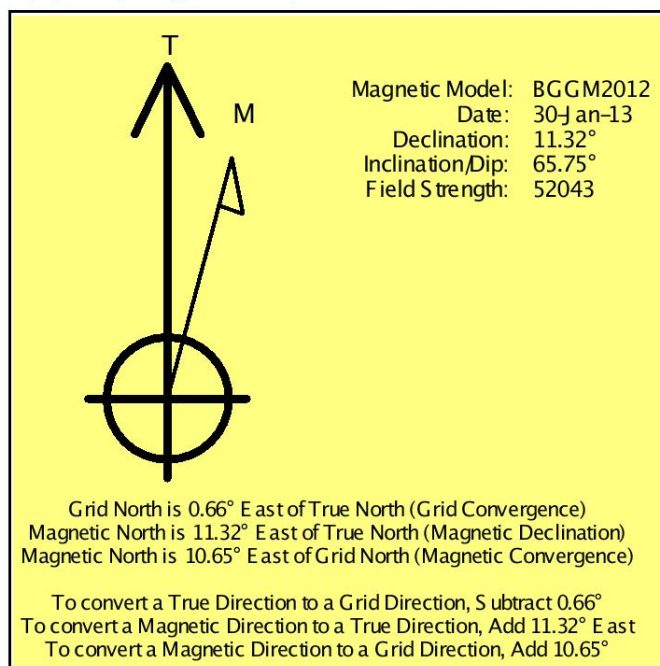 T
M
Magnetic Model: BGGM2012
Date: 30-Jan-13
Declination: 11.32°
Inclination/Dip: 65.75°
Field Strength: 52043
Grid North is 0.66° East of True North (Grid Convergence)
Magnetic North is 11.32° East of True North (Magnetic Declination)
Magnetic North is 10.65° East of Grid North (Magnetic Convergence)
To convert a True Direction to a Grid Direction, Subtract 0.66°
To convert a Magnetic Direction to a True Direction, Add 11.32° East
To convert a Magnetic Direction to a Grid Direction, Add 10.65°